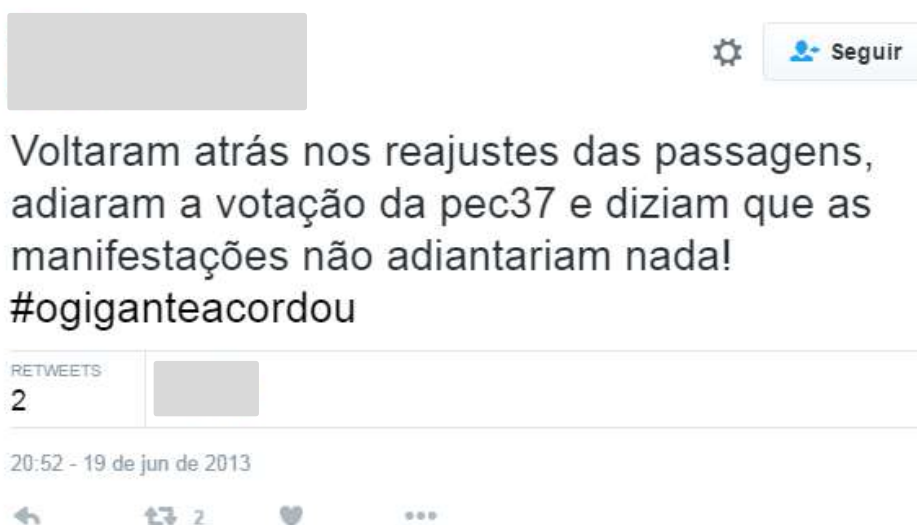 Seguir
Voltaram atrás nos reajustes das passagens,
adiaram a votação da pec37 e diziam que as
manifestações não adiantariam nada!
#ogiganteacordou
RETWEETS
2
20:52 - 19 de jun de 2013
2